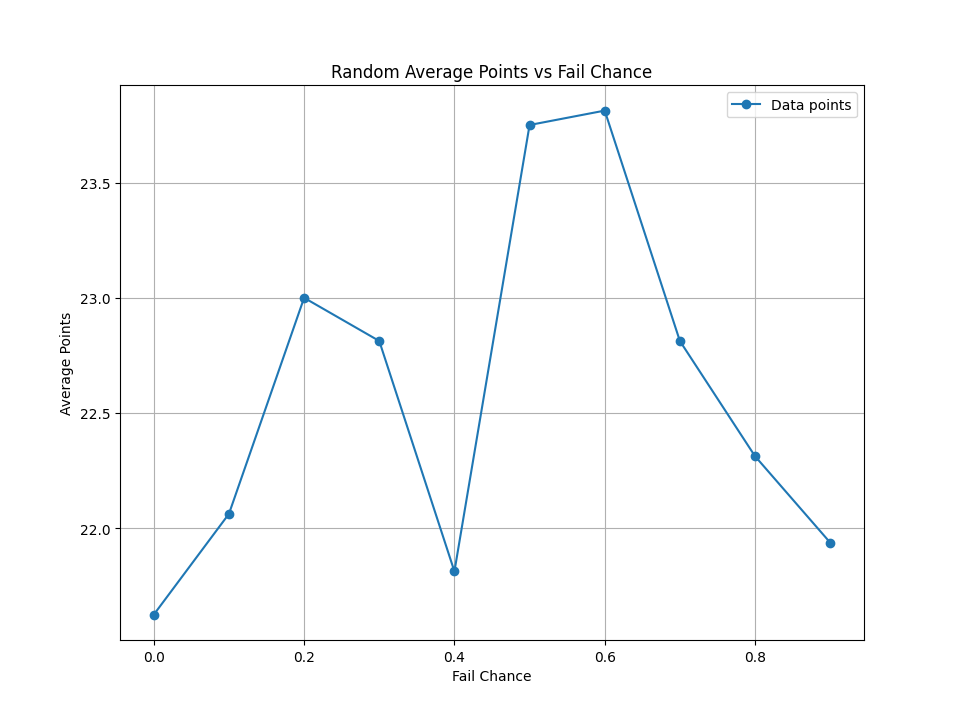 Random Average Points vs Fail Chance
Data points
Average Points
23.5
23.0
22.5
22.0
0.0 0.2 0.4 0.6 0.8
Fail Chance